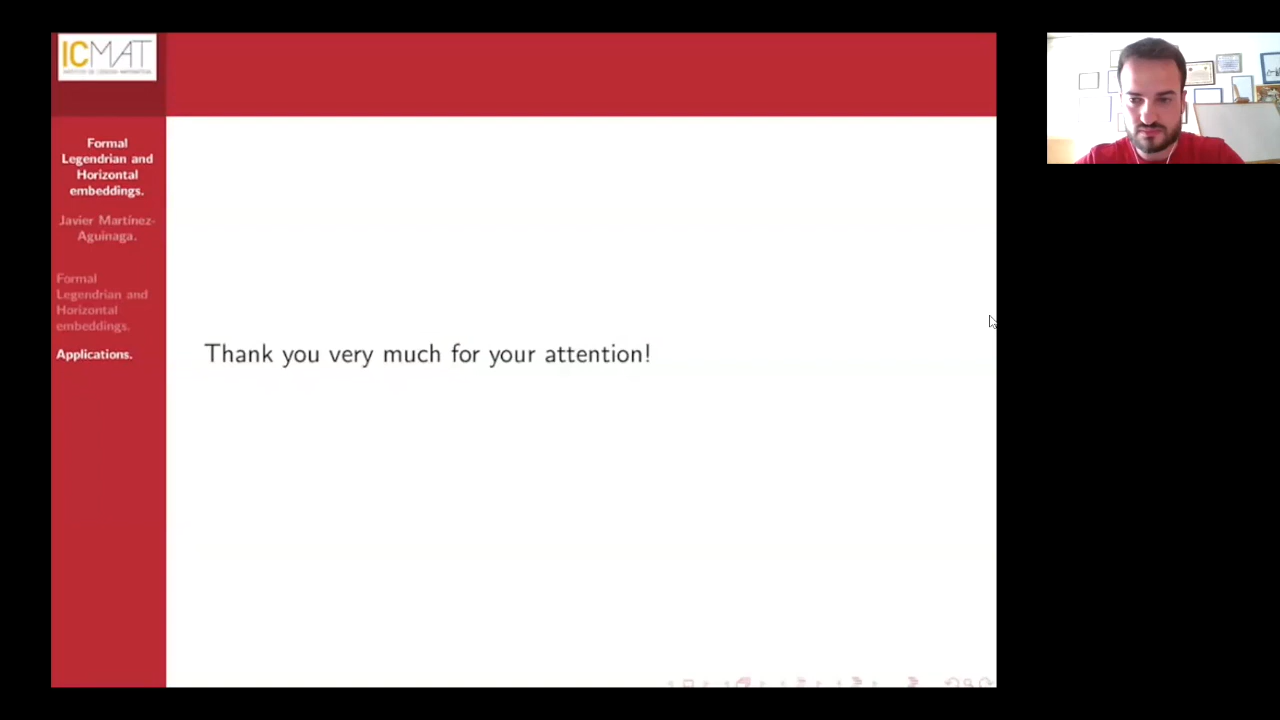 ICMAT
Formal
Legendrian and
Horizontal
embeddings.
Javier Martínez-
Aguinaga.
Formal
Legendrian and
Horizontal
embeddings.
Applications.
Thank you very much for your attention!